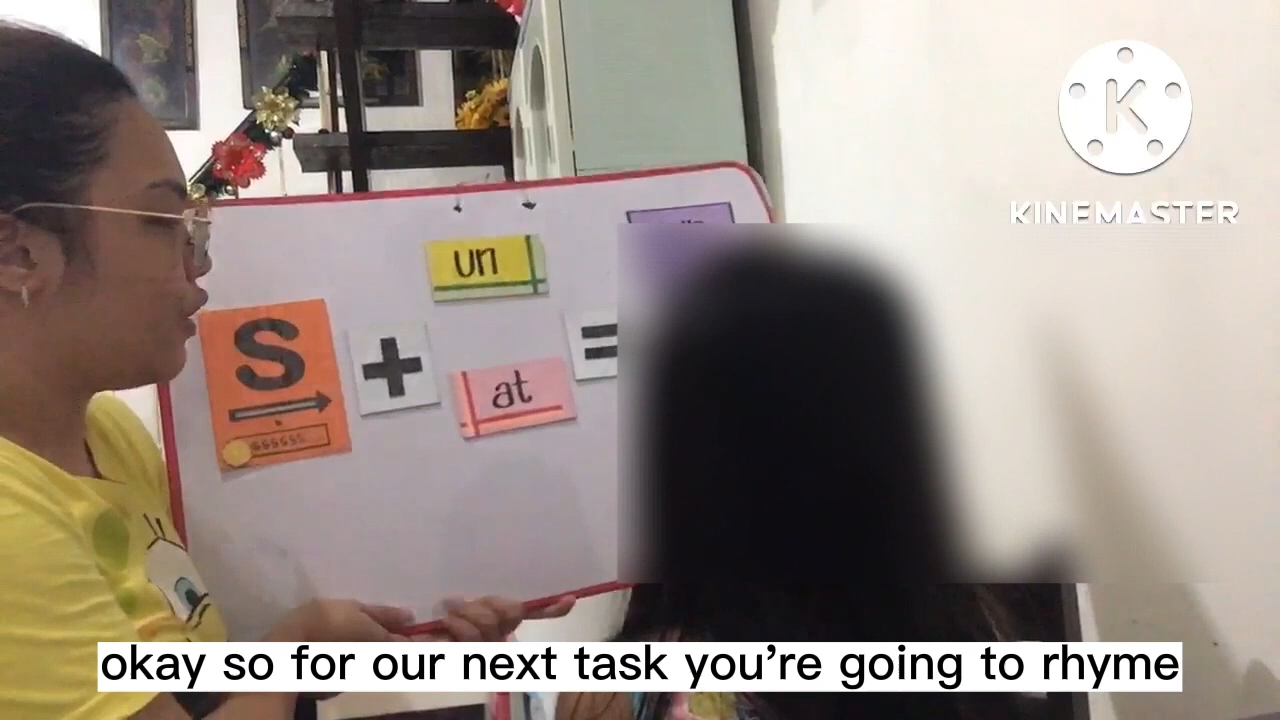 KINEMASTER
un
S
+
at
=
okay so for our next task you’re going to rhyme